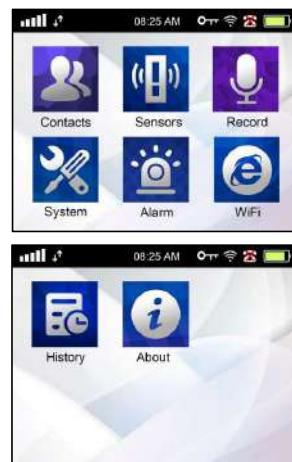 08:25 AM
Contacts Sensors Record
System Alarm WiFi
08:25 AM
History About